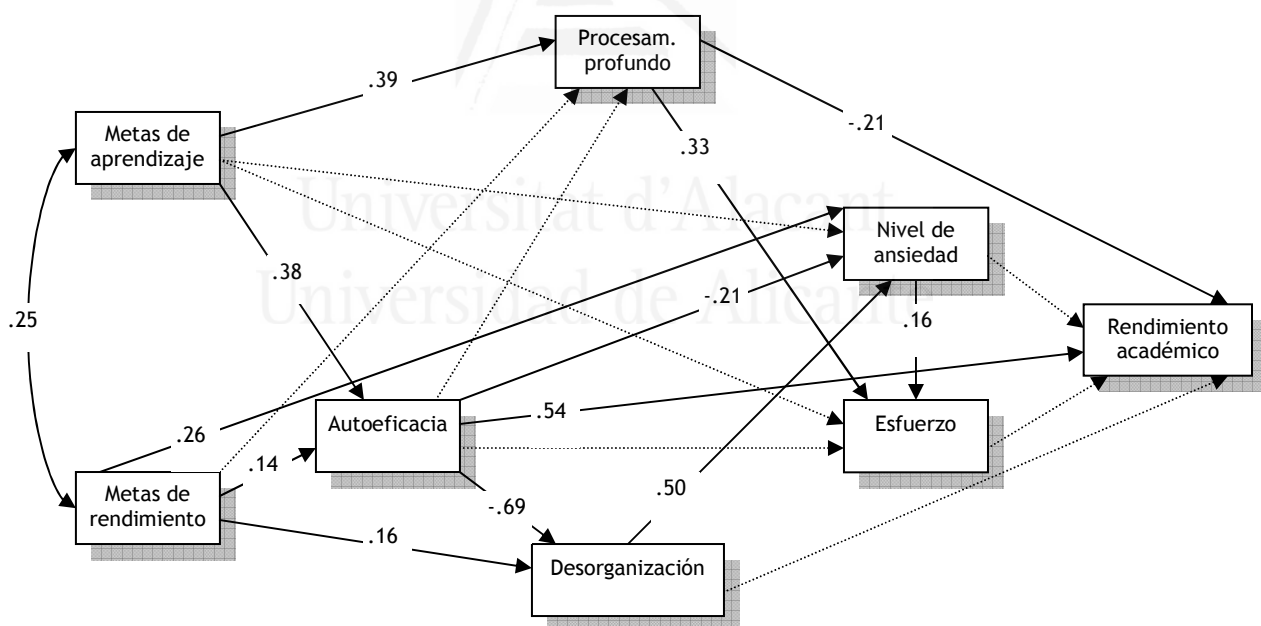 Procesam.
profundo
.39
-.21
Metas de
aprendizaje
.33
Universitat d'Alacant
Nivel de
ansiedad
.38
-.21
Universidad de Alicante
.25
.16
Rendimiento
académico
.54
Autoeficacia
Esfuerzo
.26
.14
.50
Metas de
rendimiento
-.69
.16
Desorganización